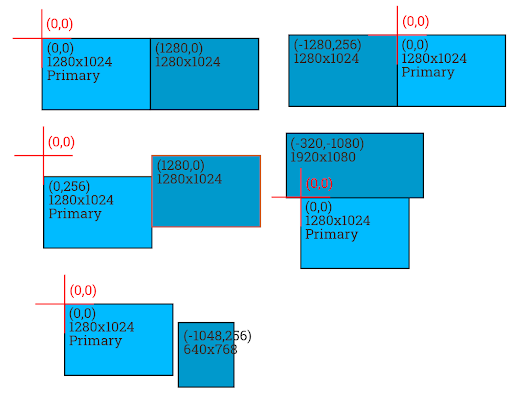 (0,0)
(0,0)
1280x1024
Primary
(1280,0)
1280x1024
(0,0)
(-1280,256)
1280x1024
(0,0)
1280x1024
Primary
(0,0)
(0,256)
1280x1024
Primary
(1280,0)
1280x1024
(-320,-1080)
1920x1080
(0,0)
(0,0)
1280x1024
Primary
(0,0)
(0,0)
1280x1024
Primary
(-1048,256)
640x768